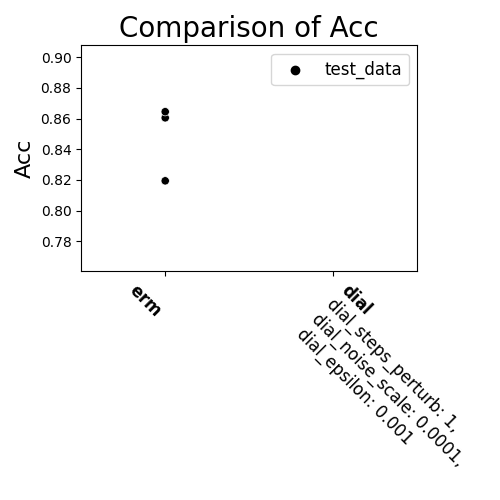 Comparison of Acc
test_data
Acc
0.90
0.88
0.86
0.84
0.82
0.80
0.78
erm
dial
dial_steps_perturb: 1,
dial_noise_scale: 0.0001,
dial_epsilon: 0.001